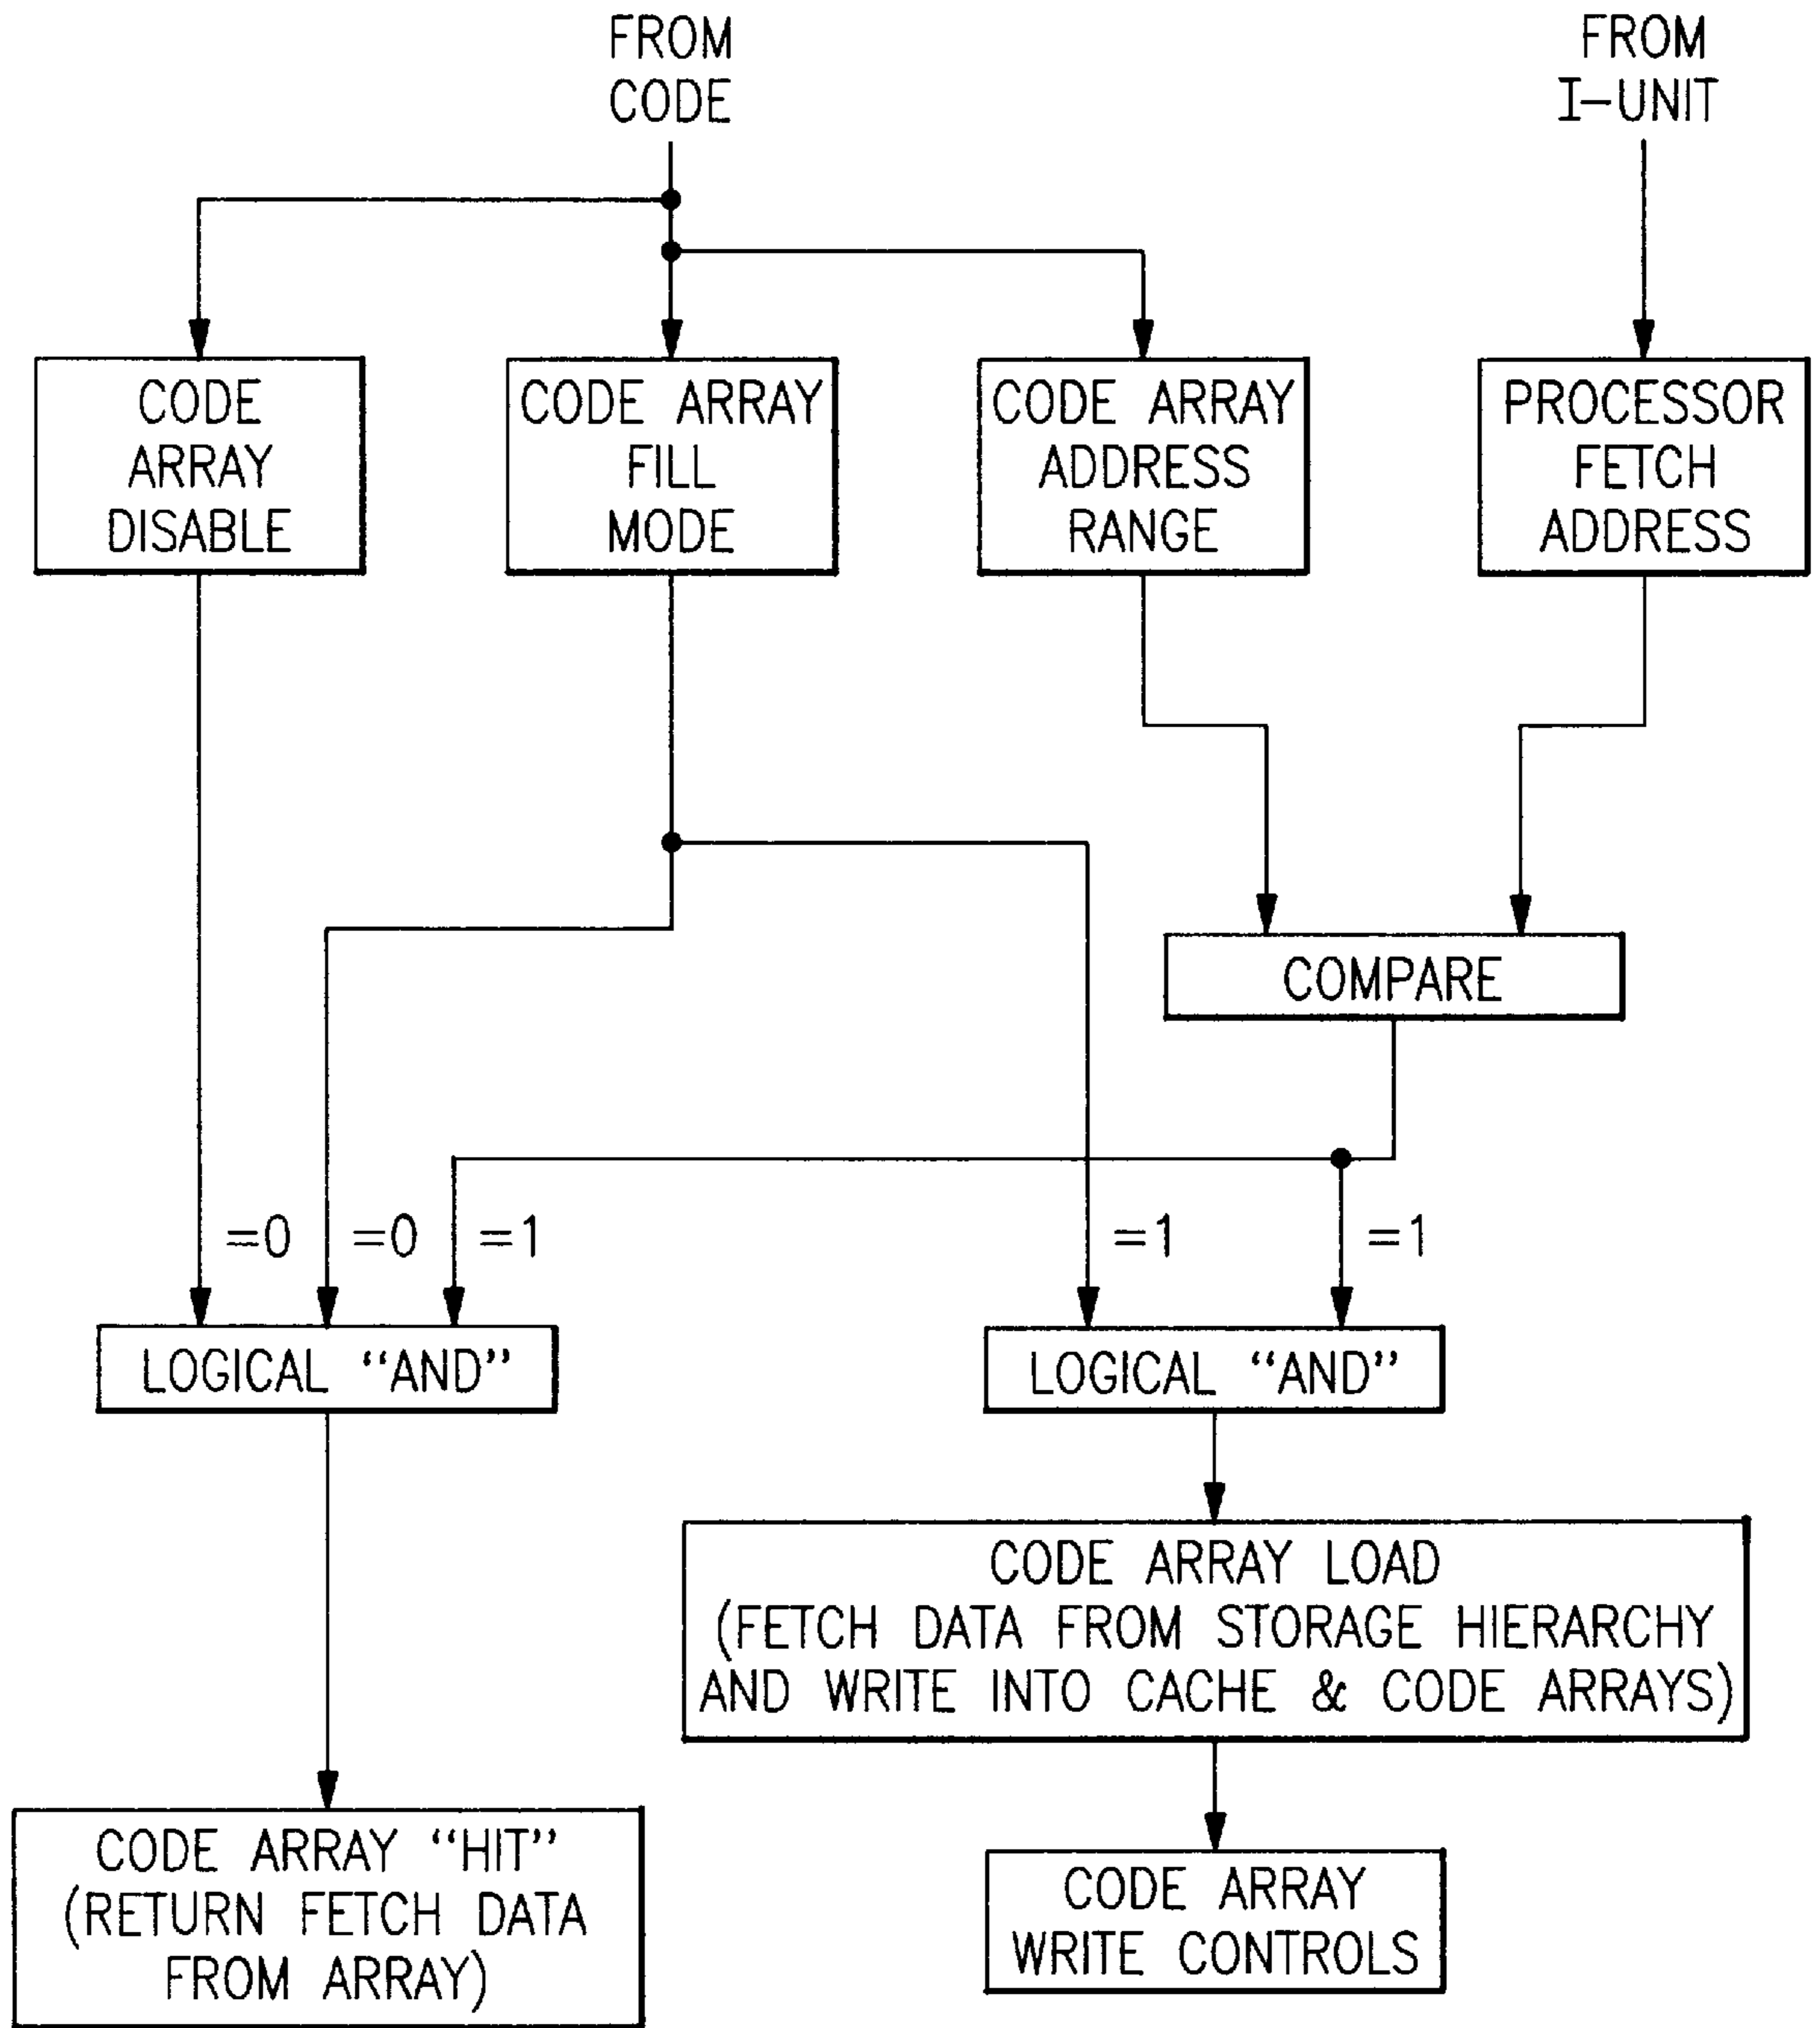 FROM
CODE
FROM
I-UNIT
CODE
ARRAY
DISABLE
CODE ARRAY
FILL
MODE
CODE ARRAY
ADDRESS
RANGE
PROCESSOR
FETCH
ADDRESS
COMPARE
=0
=0
=1
=1
=1
LOGICAL “AND”
LOGICAL “AND”
CODE ARRAY LOAD
(FETCH DATA FROM STORAGE HIERARCHY
AND WRITE INTO CACHE & CODE ARRAYS)
CODE ARRAY “HIT”
(RETURN FETCH DATA
FROM ARRAY)
CODE ARRAY
WRITE CONTROLS